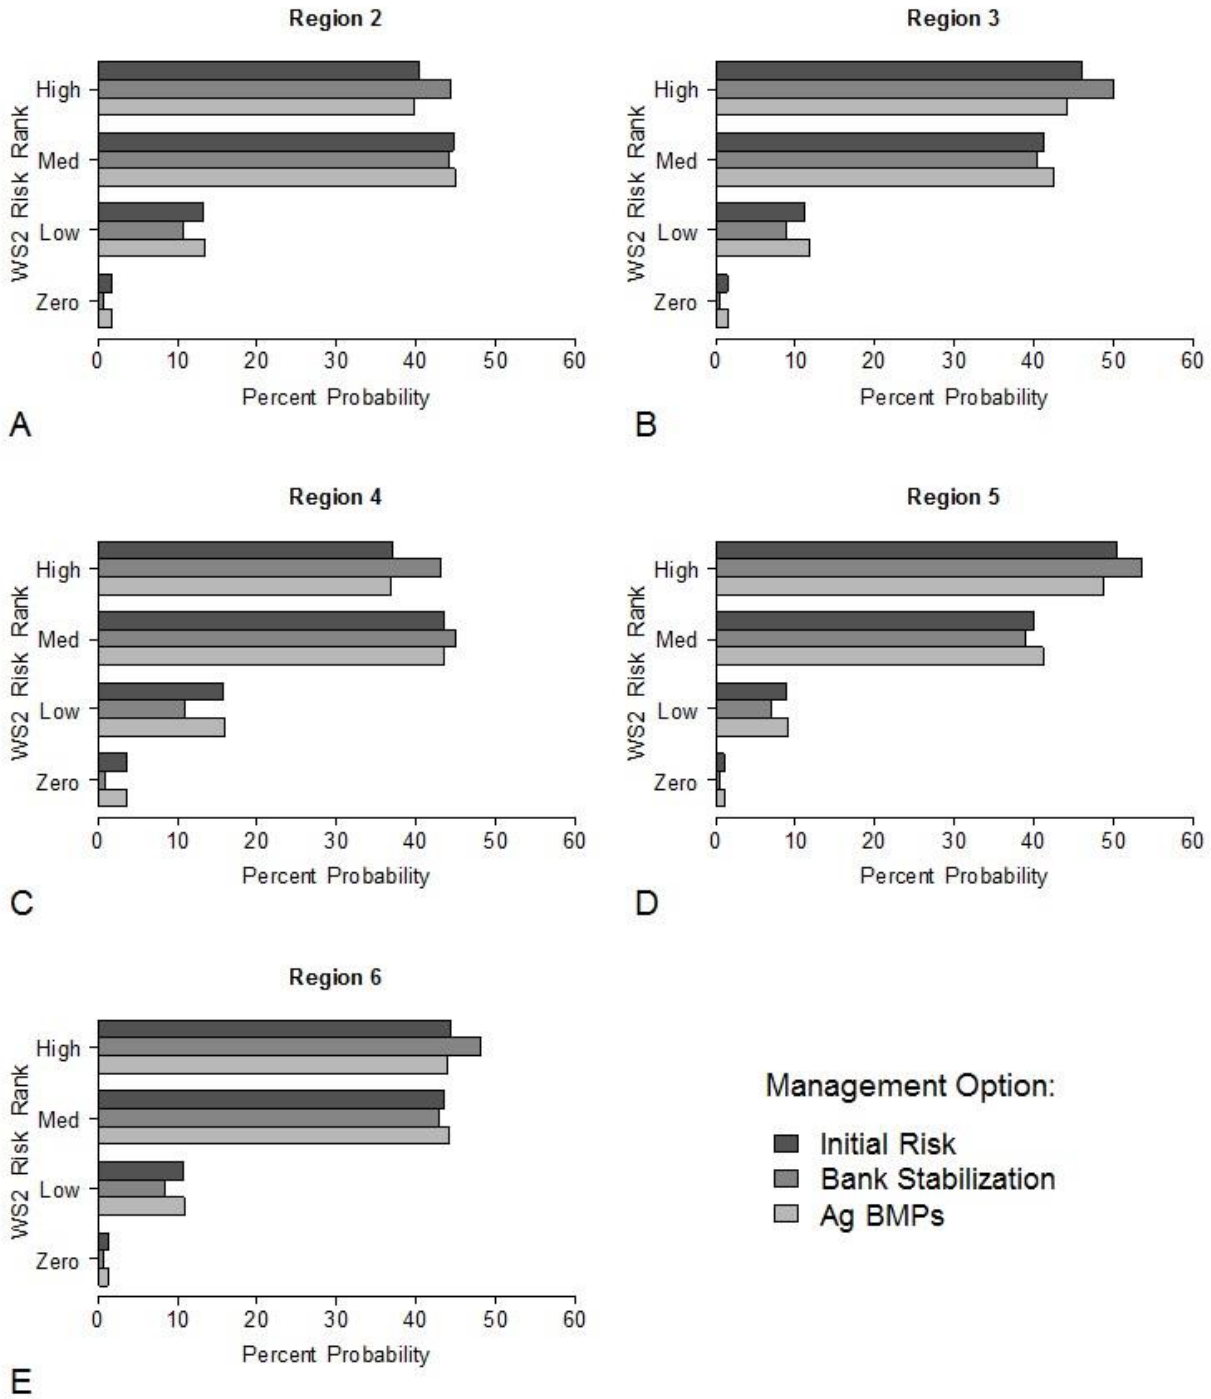 Region 2
WS2 Risk Rank
High
Med
Low
Zero
0 10 20 30 40 50 60
Percent Probability
A
Region 3
WS2 Risk Rank
High
Med
Low
Zero
0 10 20 30 40 50 60
Percent Probability
B
Region 4
WS2 Risk Rank
High
Med
Low
Zero
0 10 20 30 40 50 60
Percent Probability
C
Region 5
WS2 Risk Rank
High
Med
Low
Zero
0 10 20 30 40 50 60
Percent Probability
D
Region 6
WS2 Risk Rank
High
Med
Low
Zero
0 10 20 30 40 50 60
Percent Probability
E
Management Option:
Initial Risk
Bank Stabilization
Ag BMPs